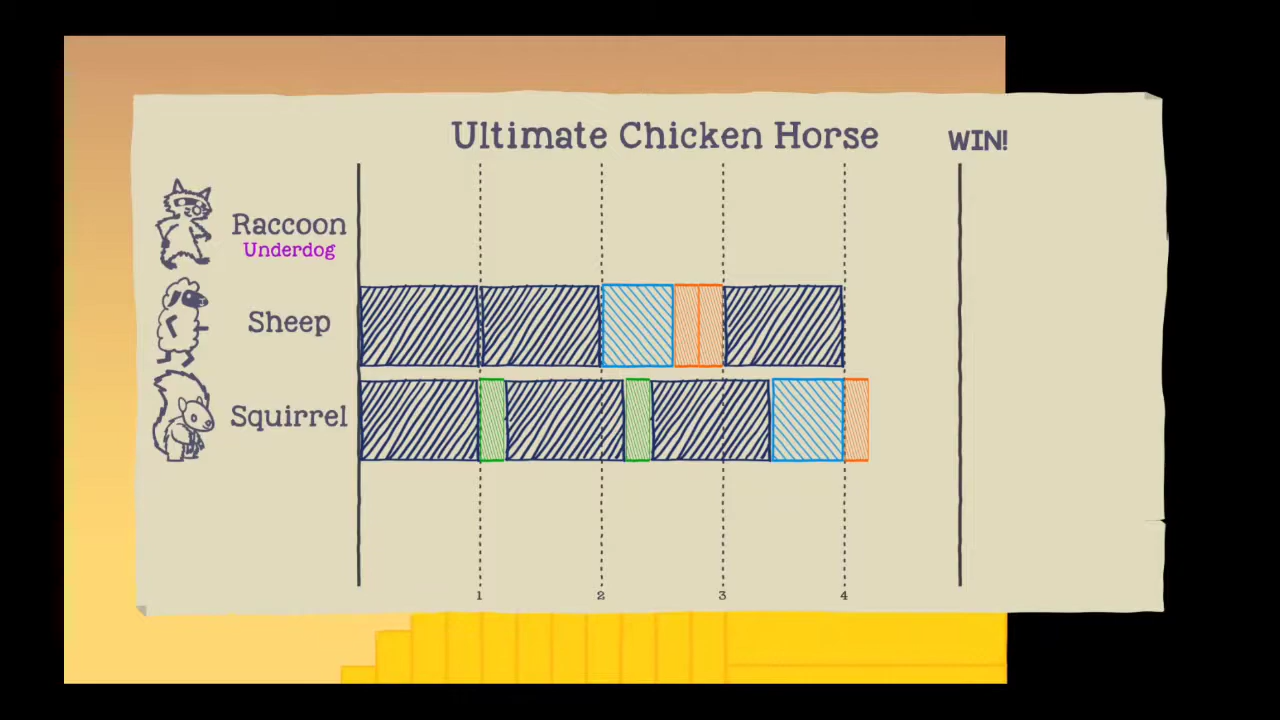 Ultimate Chicken Horse
WIN!
Raccoon
Underdog
Sheep
Squirrel
1 2 3 4